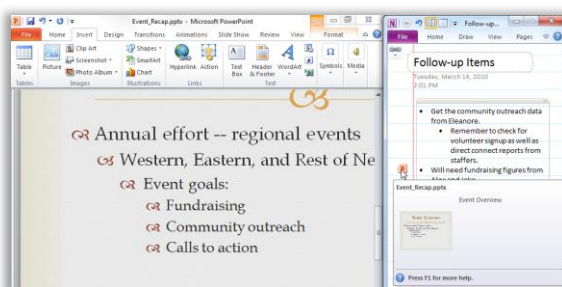 Event_Recap.pptx - Microsoft PowerPoint
File Home Insert Design Transitions Animations Slide Show Review View Format
Table
Tables
Picture
Clip Art
Screenshot
Photo Album
Images
Shapes
SmartArt
Chart
Illustrations
Hyperlink Action
Links
Text Box
Header & Footer
WordArt
Text
Symbols
Media
Annual effort -- regional events
Western, Eastern, and Rest of Ne
Event goals:
Fundraising
Community outreach
Calls to action
Follow-up...
File Home Draw View Pages
Follow-up Items
Tuesday, March 16, 2010
2:01 PM
Get the community outreach data
from Eleanore.
Remember to check for
volunteer signup as well as
direct connect reports from
staffers.
Will need fundraising figures from
Event_Recap.pptx
Event Overview
Press F1 for more help.